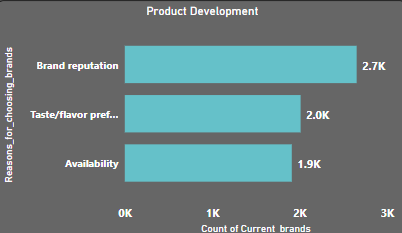 Product Development
Reasons_for_choosing_brands
Brand reputation
2.7K
Taste/flavor pref...
2.0K
Availability
1.9K
0K 1K 2K 3K
Count of Current_brands